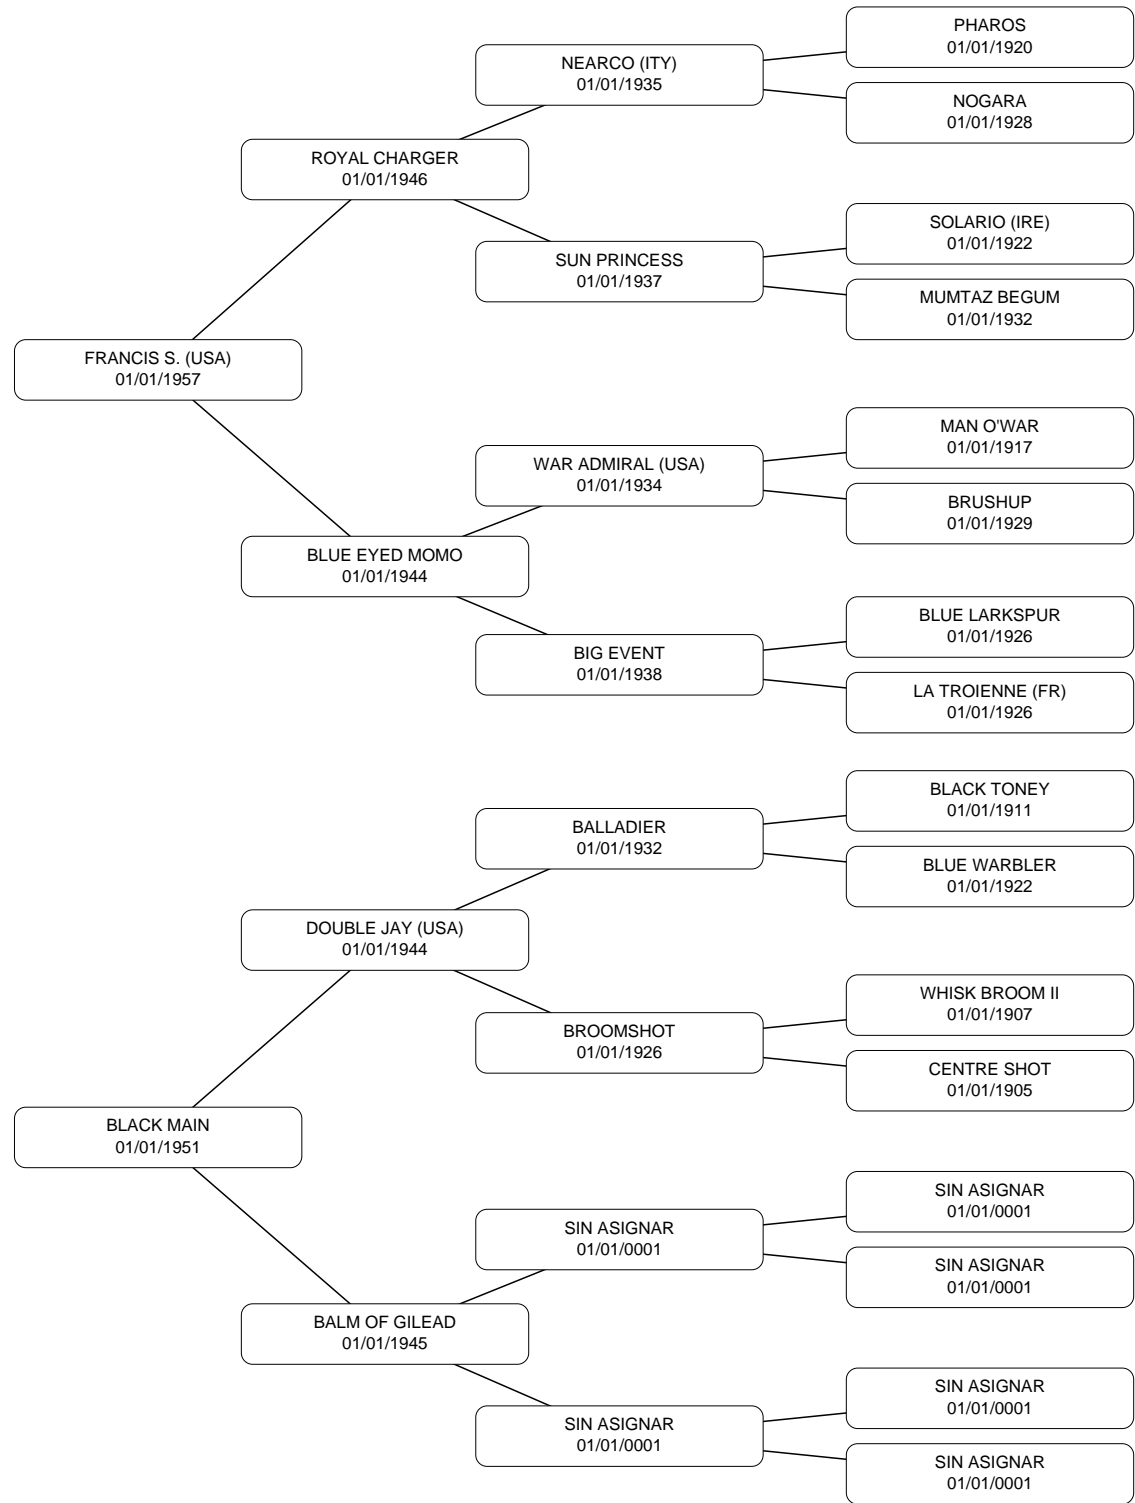 PHAROS
01/01/1920
NEARCO (ITY)
01/01/1935
NOGARA
01/01/1928
ROYAL CHARGER
01/01/1946
SOLARIO (IRE)
01/01/1922
SUN PRINCESS
01/01/1937
MUMTAZ BEGUM
01/01/1932
FRANCIS S. (USA)
01/01/1957
MAN O'WAR
01/01/1917
WAR ADMIRAL (USA)
01/01/1934
BRUSHUP
01/01/1929
BLUE EYED MOMO
01/01/1944
BLUE LARKSPUR
01/01/1926
BIG EVENT
01/01/1938
LA TROIENNE (FR)
01/01/1926
BLACK TONEY
01/01/1911
BALLADIER
01/01/1932
BLUE WARBLER
01/01/1922
DOUBLE JAY (USA)
01/01/1944
WHISK BROOM II
01/01/1907
BROOMSHOT
01/01/1926
CENTRE SHOT
01/01/1905
BLACK MAIN
01/01/1951
SIN ASIGNAR
01/01/0001
SIN ASIGNAR
01/01/0001
SIN ASIGNAR
01/01/0001
BALM OF GILEAD
01/01/1945
SIN ASIGNAR
01/01/0001
SIN ASIGNAR
01/01/0001
SIN ASIGNAR
01/01/0001